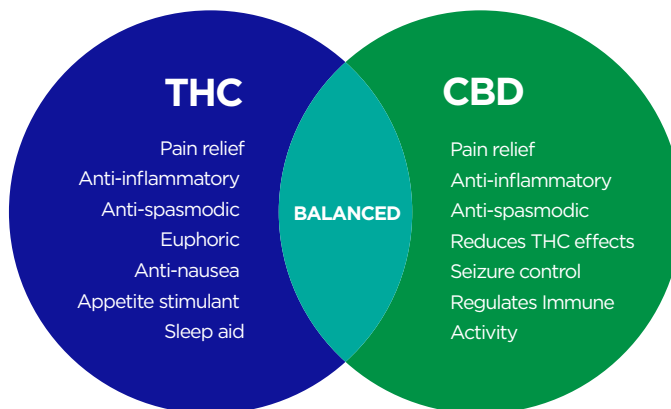 THC
Pain relief
Anti-inflammatory
Anti-spasmodic
Euphoric
Anti-nausea
Appetite stimulant
Sleep aid
BALANCED
CBD
Pain relief
Anti-inflammatory
Anti-spasmodic
Reduces THC effects
Seizure control
Regulates Immune
Activity